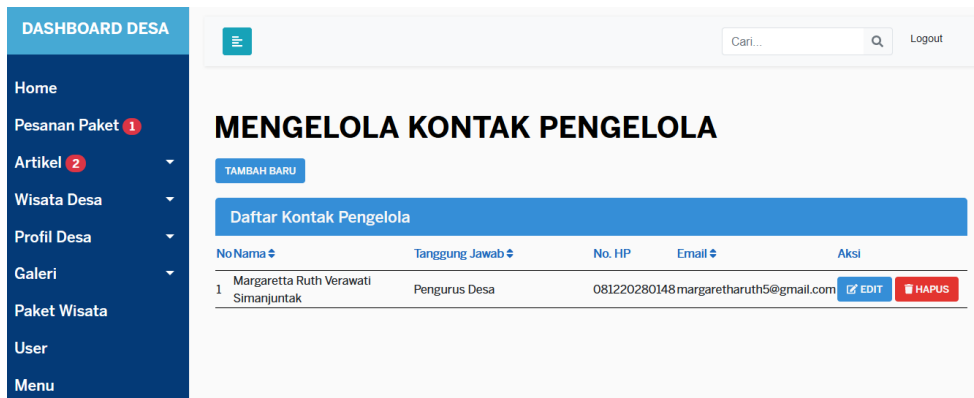 DASHBOARD DESA
Cari...
Logout
Home
Pesanan Paket 1
Artikel 2
Wisata Desa
Profil Desa
Galeri
Paket Wisata
User
Menu
MENGELOLA KONTAK PENGELOLA
TAMBAH BARU
Daftar Kontak Pengelola
No Nama Tanggung Jawab No. HP Email Aksi
1 Margaretta Ruth Verawati
Simanjuntak
Pengurus Desa 081220280148 margaretharuth5@gmail.com EDIT HAPUS